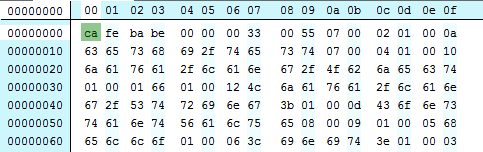 00000000 00 01 02 03 04 05 06 07 08 09 0a 0b 0c 0d 0e 0f
00000000 ca fe ba be 00 00 00 33 00 55 07 00 02 01 00 0a
00000010 63 65 73 68 69 2f 74 65 73 74 07 00 04 01 00 10
00000020 6a 61 76 61 2f 6c 61 6e 67 2f 4f 62 6a 65 63 74
00000030 01 00 01 66 01 00 12 4c 6a 61 76 61 2f 6c 61 6e
00000040 67 2f 53 74 72 69 6e 67 3b 01 00 0d 43 6f 6e 73
00000050 74 61 6e 74 56 61 6c 75 65 08 00 09 01 00 05 68
00000060 65 6c 6c 6f 01 00 06 3c 69 6e 69 74 3e 01 00 03